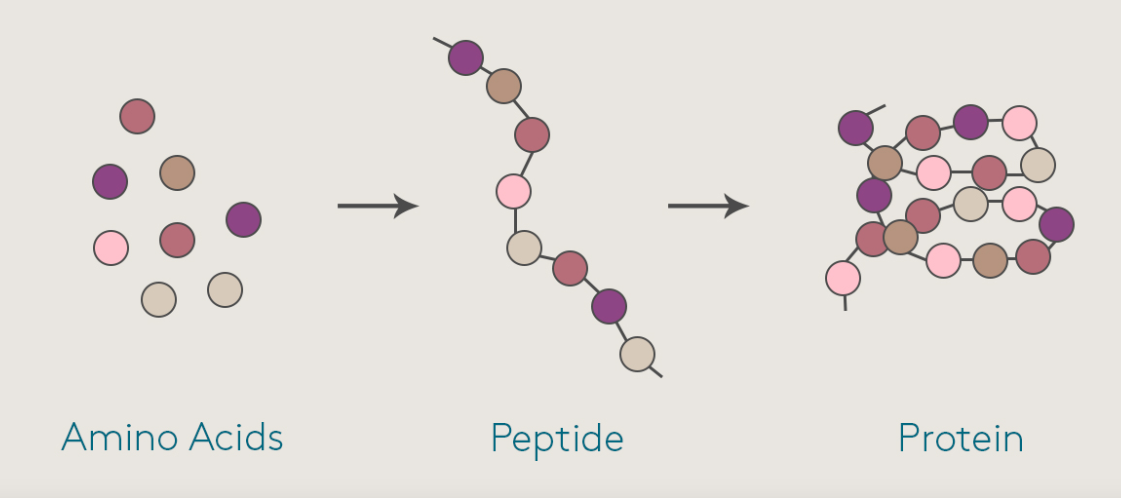 Amino Acids
Peptide
Protein